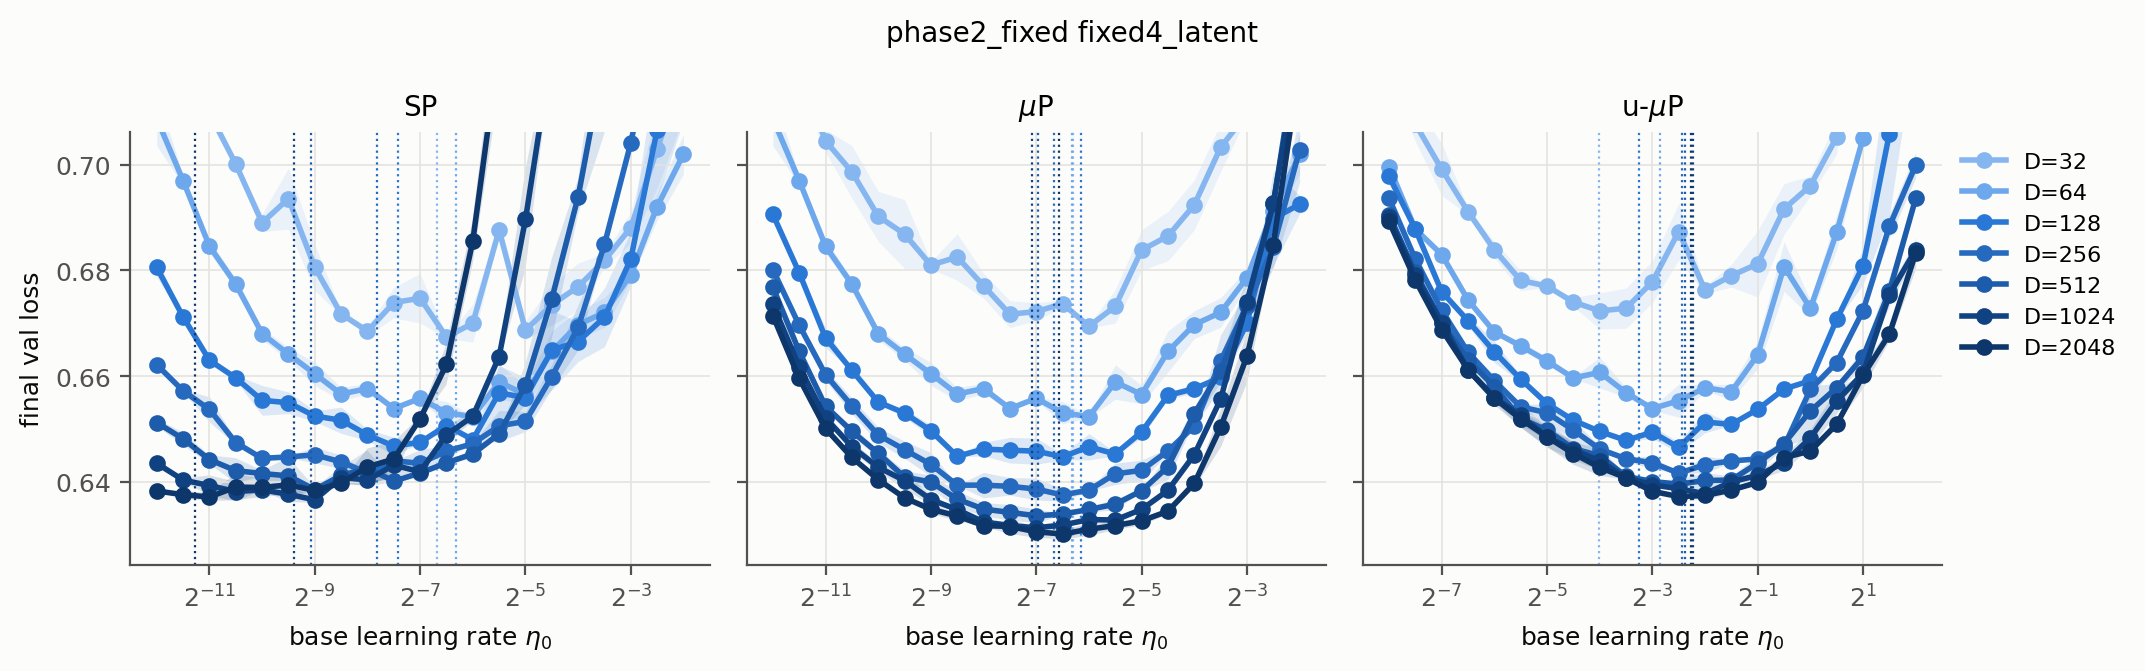 phase2_fixed fixed4_latent
SP
μP
u-μP
final val loss
0.70
0.68
0.66
0.64
2⁻¹¹ 2⁻⁹ 2⁻⁷ 2⁻⁵ 2⁻³
2⁻¹¹ 2⁻⁹ 2⁻⁷ 2⁻⁵ 2⁻³
2⁻⁷ 2⁻⁵ 2⁻³ 2⁻¹ 2¹
base learning rate η₀
base learning rate η₀
base learning rate η₀
D=32
D=64
D=128
D=256
D=512
D=1024
D=2048